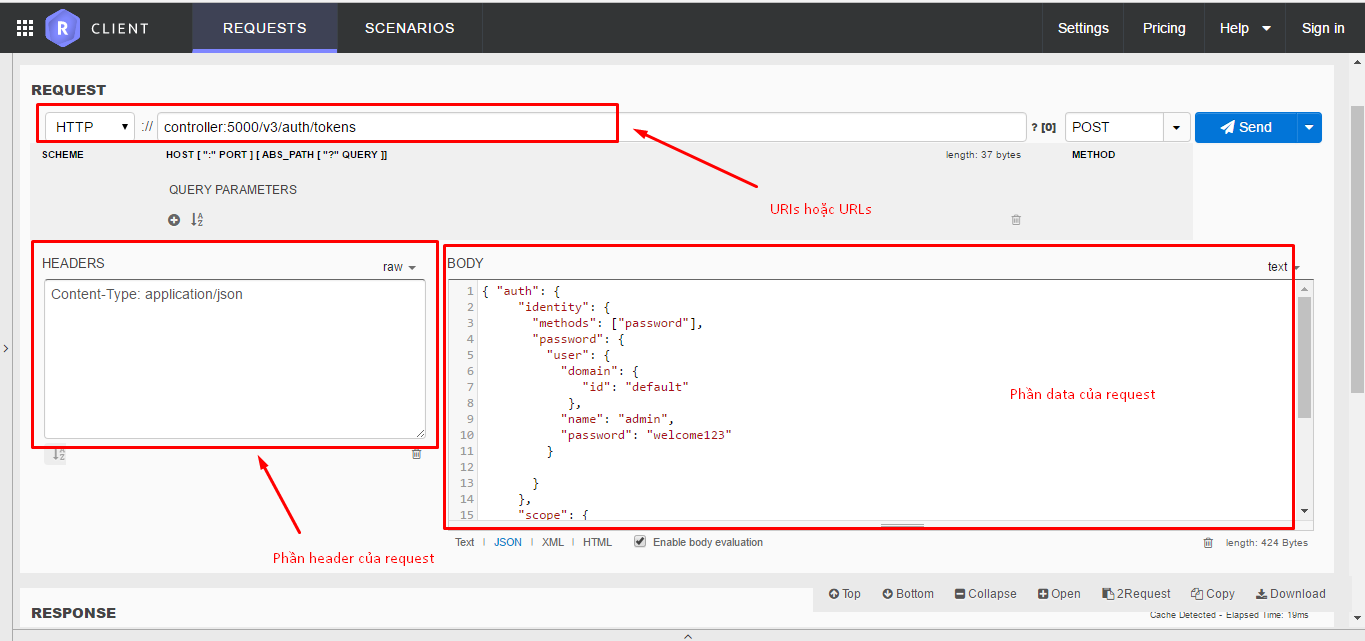 R CLIENT REQUESTS SCENARIOS Settings Pricing Help Sign in
REQUEST
HTTP :// controller:5000/v3/auth/tokens ? [0] POST Send
SCHEME HOST [ ":" PORT ] [ ABS_PATH [ "?" QUERY ]] length: 37 bytes METHOD
QUERY PARAMETERS
URIs hoặc URLs
HEADERS raw
Content-Type: application/json
BODY text
1 { "auth": {
2 "identity": {
3 "methods": ["password"],
4 "password": {
5 "user": {
6 "domain": {
7 "id": "default"
8 },
9 "name": "admin",
10 "password": "welcome123"
11 }
12
13 }
14 },
15 "scope": {
Phần data của request
Phần header của request
Text JSON XML HTML Enable body evaluation length: 424 Bytes
Top Bottom Collapse Open 2Request Copy Download
RESPONSE
Cache Detected - Elapsed Time: 19ms